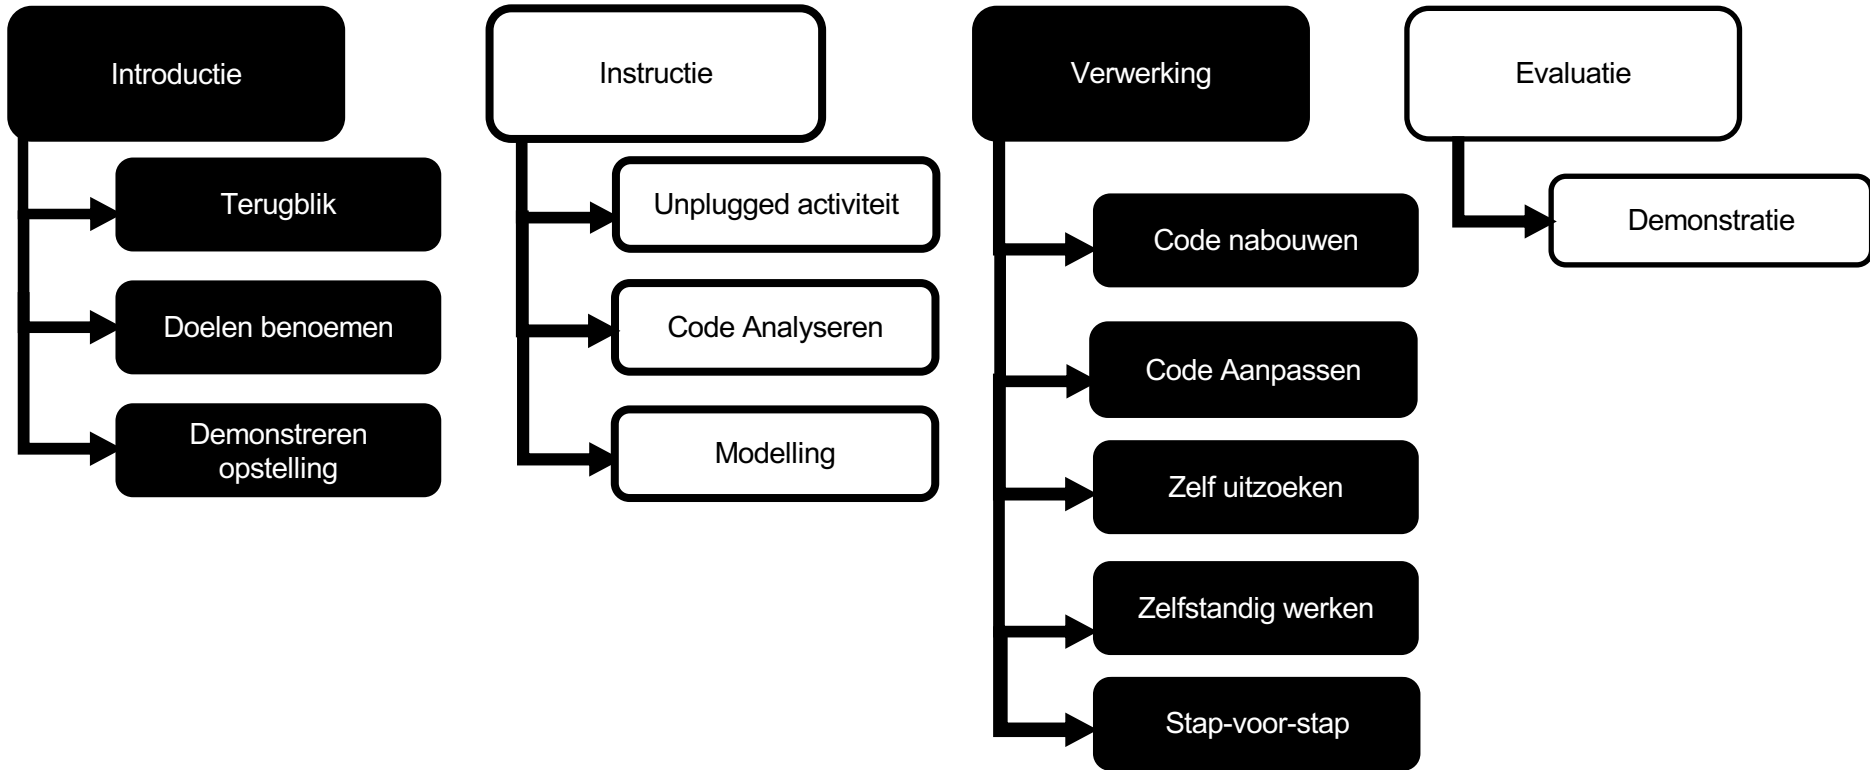 Introductie
Terugblik
Doelen benoemen
Demonstreren
opstelling
Instructie
Unplugged activiteit
Code Analyseren
Modelling
Verwerking
Code nabouwen
Code Aanpassen
Zelf uitzoeken
Zelfstandig werken
Stap-voor-stap
Evaluatie
Demonstratie